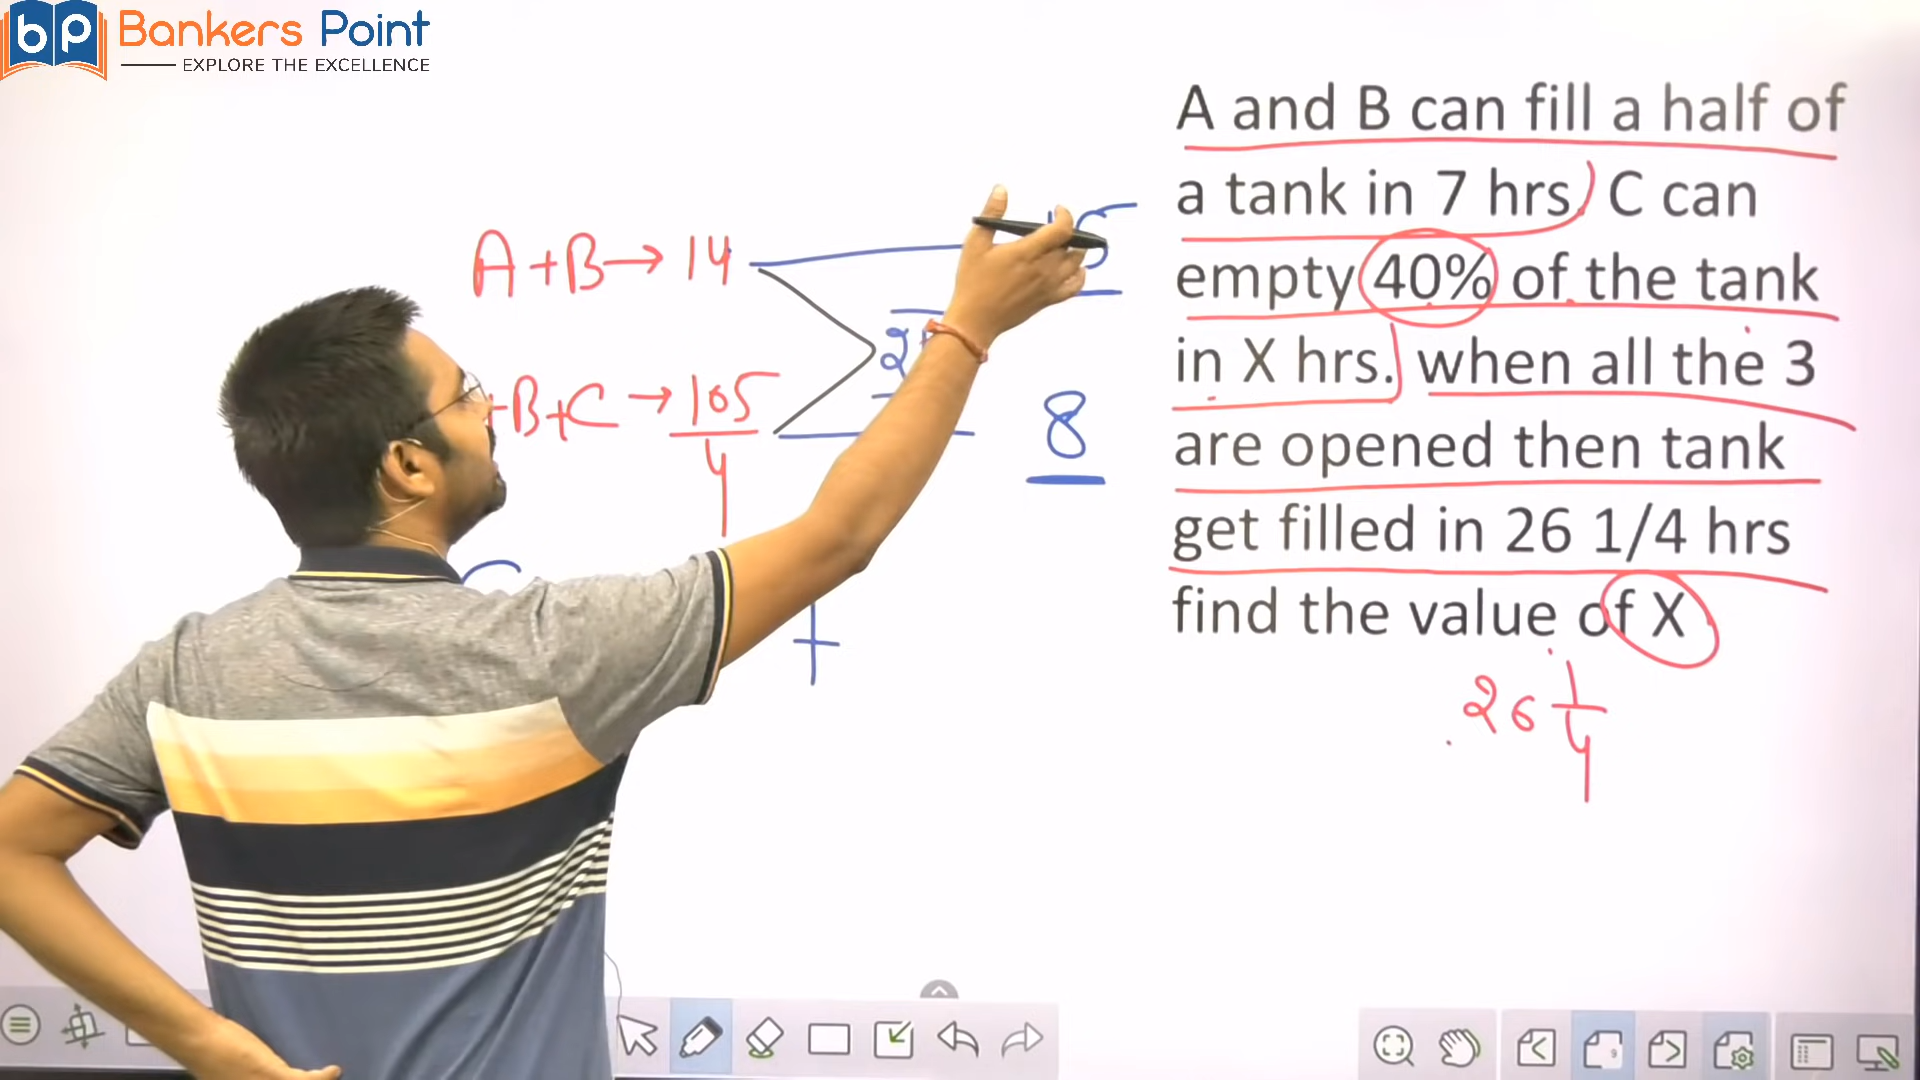 bp Bankers Point
EXPLORE THE EXCELLENCE
A and B can fill a half of
a tank in 7 hrs, C can
empty 40% of the tank
in X hrs. when all the 3
are opened then tank
get filled in 26 1/4 hrs
find the value of X
26 1/4
A+B→14
+B+C→105/4
8